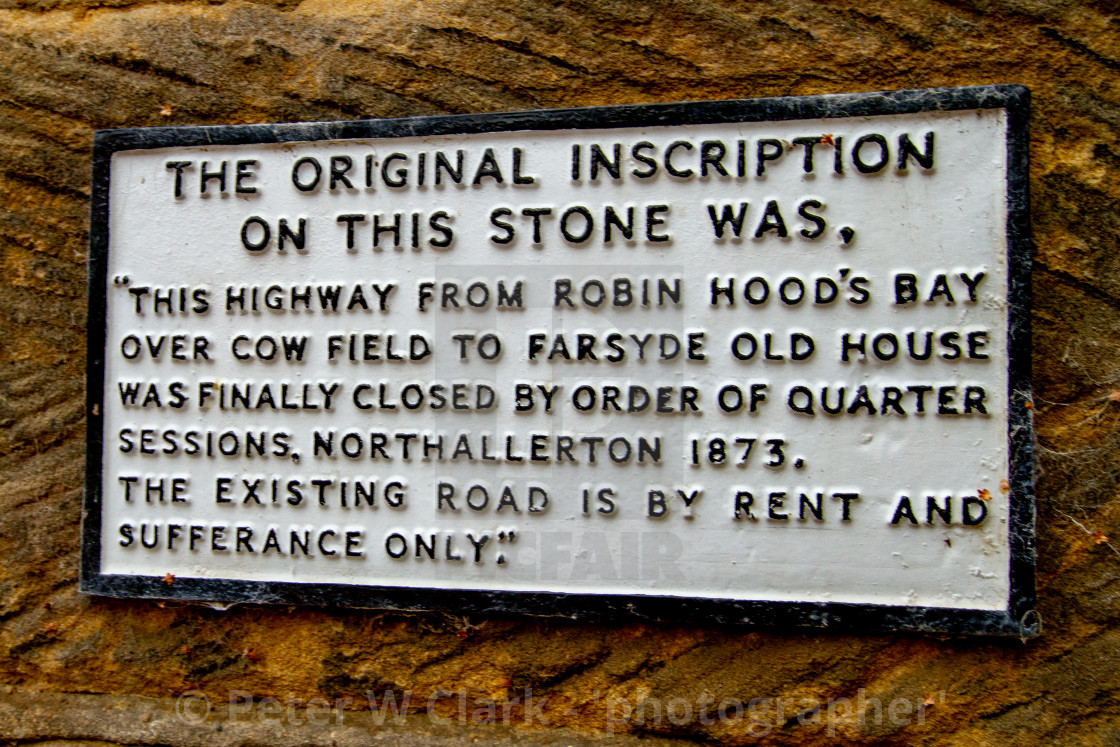 THE ORIGINAL INSCRIPTION
ON THIS STONE WAS,
"THIS HIGHWAY FROM ROBIN HOOD'S BAY
OVER COW FIELD TO FARSYDE OLD HOUSE
WAS FINALLY CLOSED BY ORDER OF QUARTER
SESSIONS, NORTHALLERTON 1873.
THE EXISTING ROAD IS BY RENT AND
SUFFERANCE ONLY".
© Peter W Clark - 'photographer'